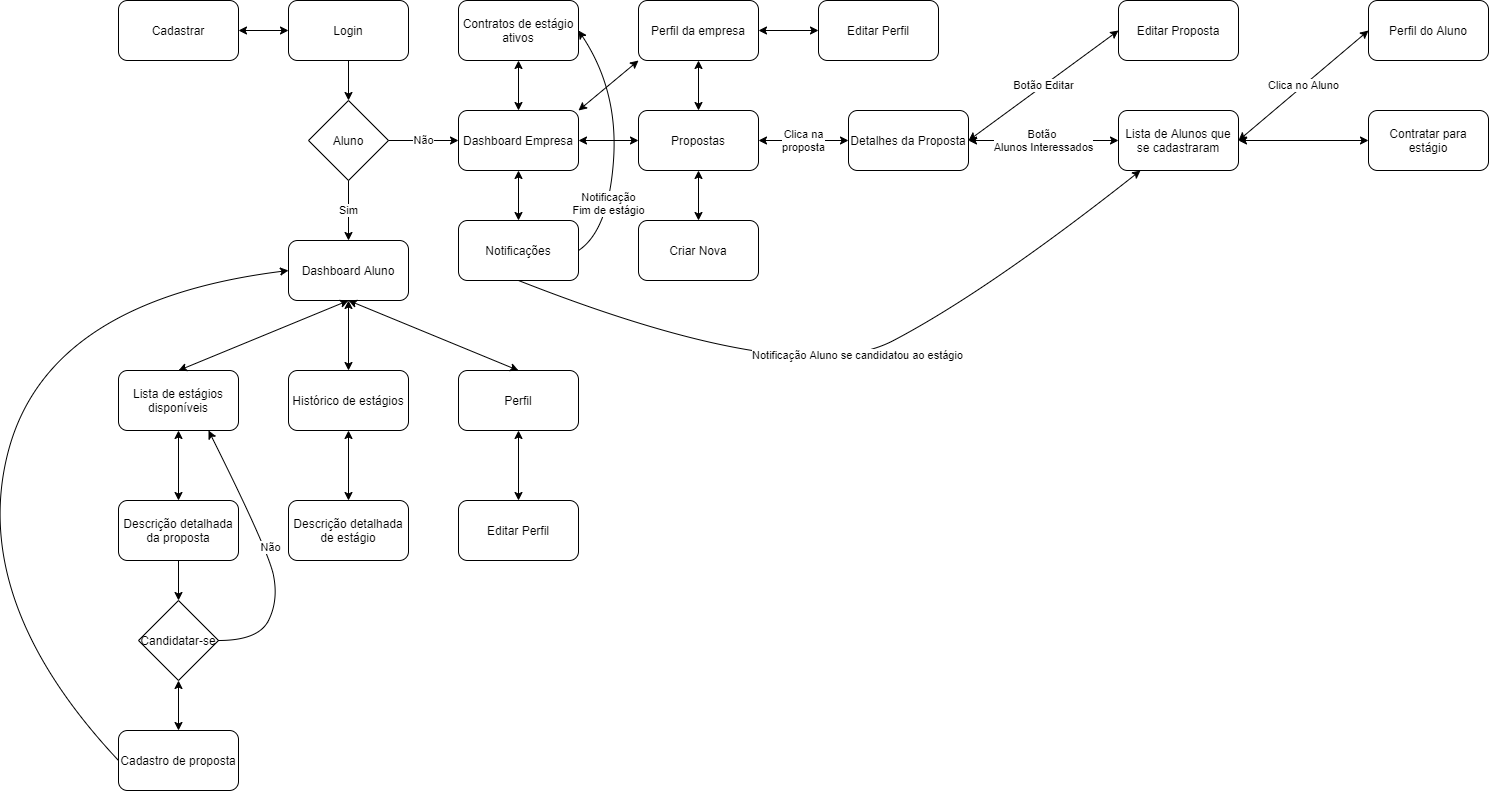 Cadastrar
Login
Contratos de estágio
ativos
Perfil da empresa
Editar Perfil
Editar Proposta
Perfil do Aluno
Botão Editar
Clica no Aluno
Aluno
Não
Dashboard Empresa
Propostas
Clica na
proposta
Detalhes da Proposta
Botão
Alunos Interessados
Lista de Alunos que
se cadastraram
Contratar para
estágio
Sim
Notificação
Fim de estágio
Notificações
Criar Nova
Dashboard Aluno
Notificação Aluno se candidatou ao estágio
Lista de estágios
disponíveis
Histórico de estágios
Perfil
Descrição detalhada
da proposta
Descrição detalhada
de estágio
Editar Perfil
Não
Candidatar-se
Cadastro de proposta